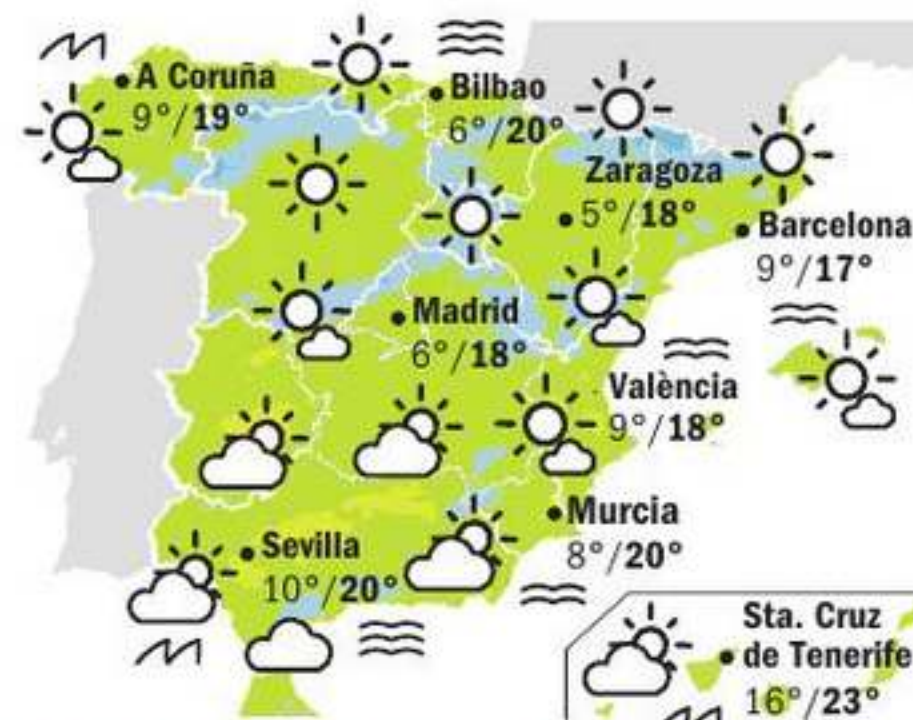 A Coruña
9°/19°
Bilbao
6°/20°
Zaragoza
5°/18°
Barcelona
9°/17°
Madrid
6°/18°
València
9°/18°
Murcia
8°/20°
Sevilla
10°/20°
Sta. Cruz
de Tenerife
16°/23°